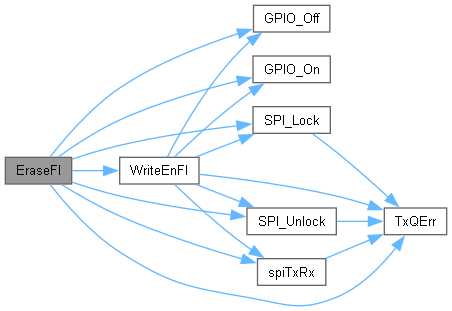 GPIO_Off
GPIO_On
SPI_Lock
EraseFl
WriteEnFl
SPI_Unlock
TxQErr
spiTxRx